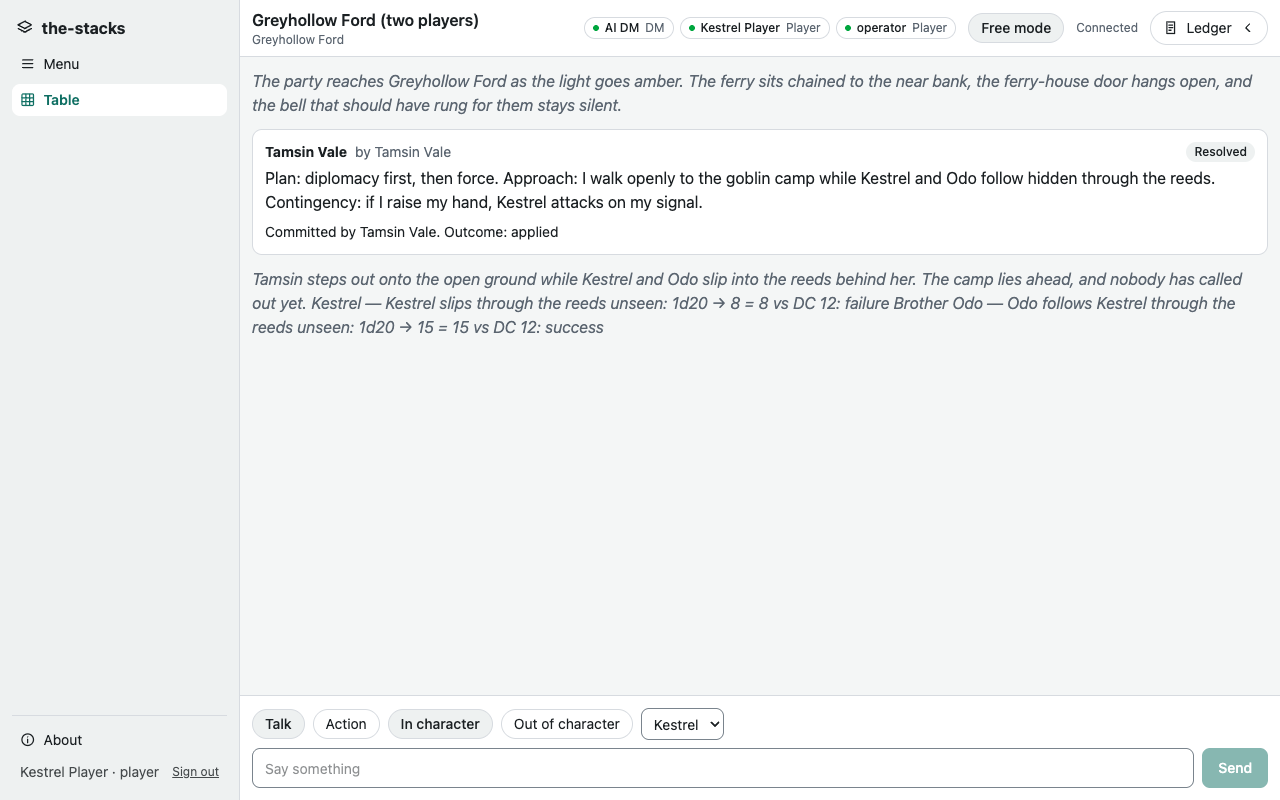 the-stacks
Menu
Table
About
Kestrel Player · player
Sign out
Greyhollow Ford (two players)
Greyhollow Ford
AI DM DM
Kestrel Player Player
operator Player
Free mode
Connected
Ledger
The party reaches Greyhollow Ford as the light goes amber. The ferry sits chained to the near bank, the ferry-house door hangs open, and
the bell that should have rung for them stays silent.
Tamsin Vale by Tamsin Vale
Resolved
Plan: diplomacy first, then force. Approach: I walk openly to the goblin camp while Kestrel and Odo follow hidden through the reeds.
Contingency: if I raise my hand, Kestrel attacks on my signal.
Committed by Tamsin Vale. Outcome: applied
Tamsin steps out onto the open ground while Kestrel and Odo slip into the reeds behind her. The camp lies ahead, and nobody has called
out yet. Kestrel — Kestrel slips through the reeds unseen: 1d20 → 8 = 8 vs DC 12: failure Brother Odo — Odo follows Kestrel through the
reeds unseen: 1d20 → 15 = 15 vs DC 12: success
Talk
Action
In character
Out of character
Kestrel
Say something
Send